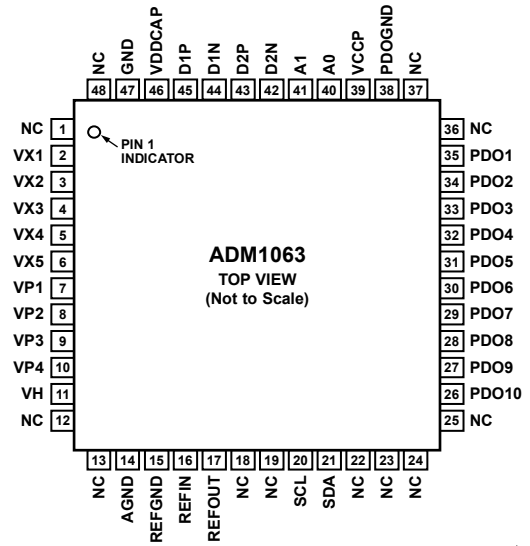 NC
GND
VDDCAP
D1P
D1N
D2P
D2N
A1
A0
VCCP
PDOGND
NC
48 47 46 45 44 43 42 41 40 39 38 37
NC 1
VX1 2
VX2 3
VX3 4
VX4 5
VX5 6
VP1 7
VP2 8
VP3 9
VP4 10
VH 11
NC 12
PIN 1
INDICATOR
ADM1063
TOP VIEW
(Not to Scale)
36 NC
35 PDO1
34 PDO2
33 PDO3
32 PDO4
31 PDO5
30 PDO6
29 PDO7
28 PDO8
27 PDO9
26 PDO10
25 NC
13 14 15 16 17 18 19 20 21 22 23 24
NC
AGND
REFGND
REFIN
REFOUT
NC
NC
SCL
SDA
NC
NC
NC